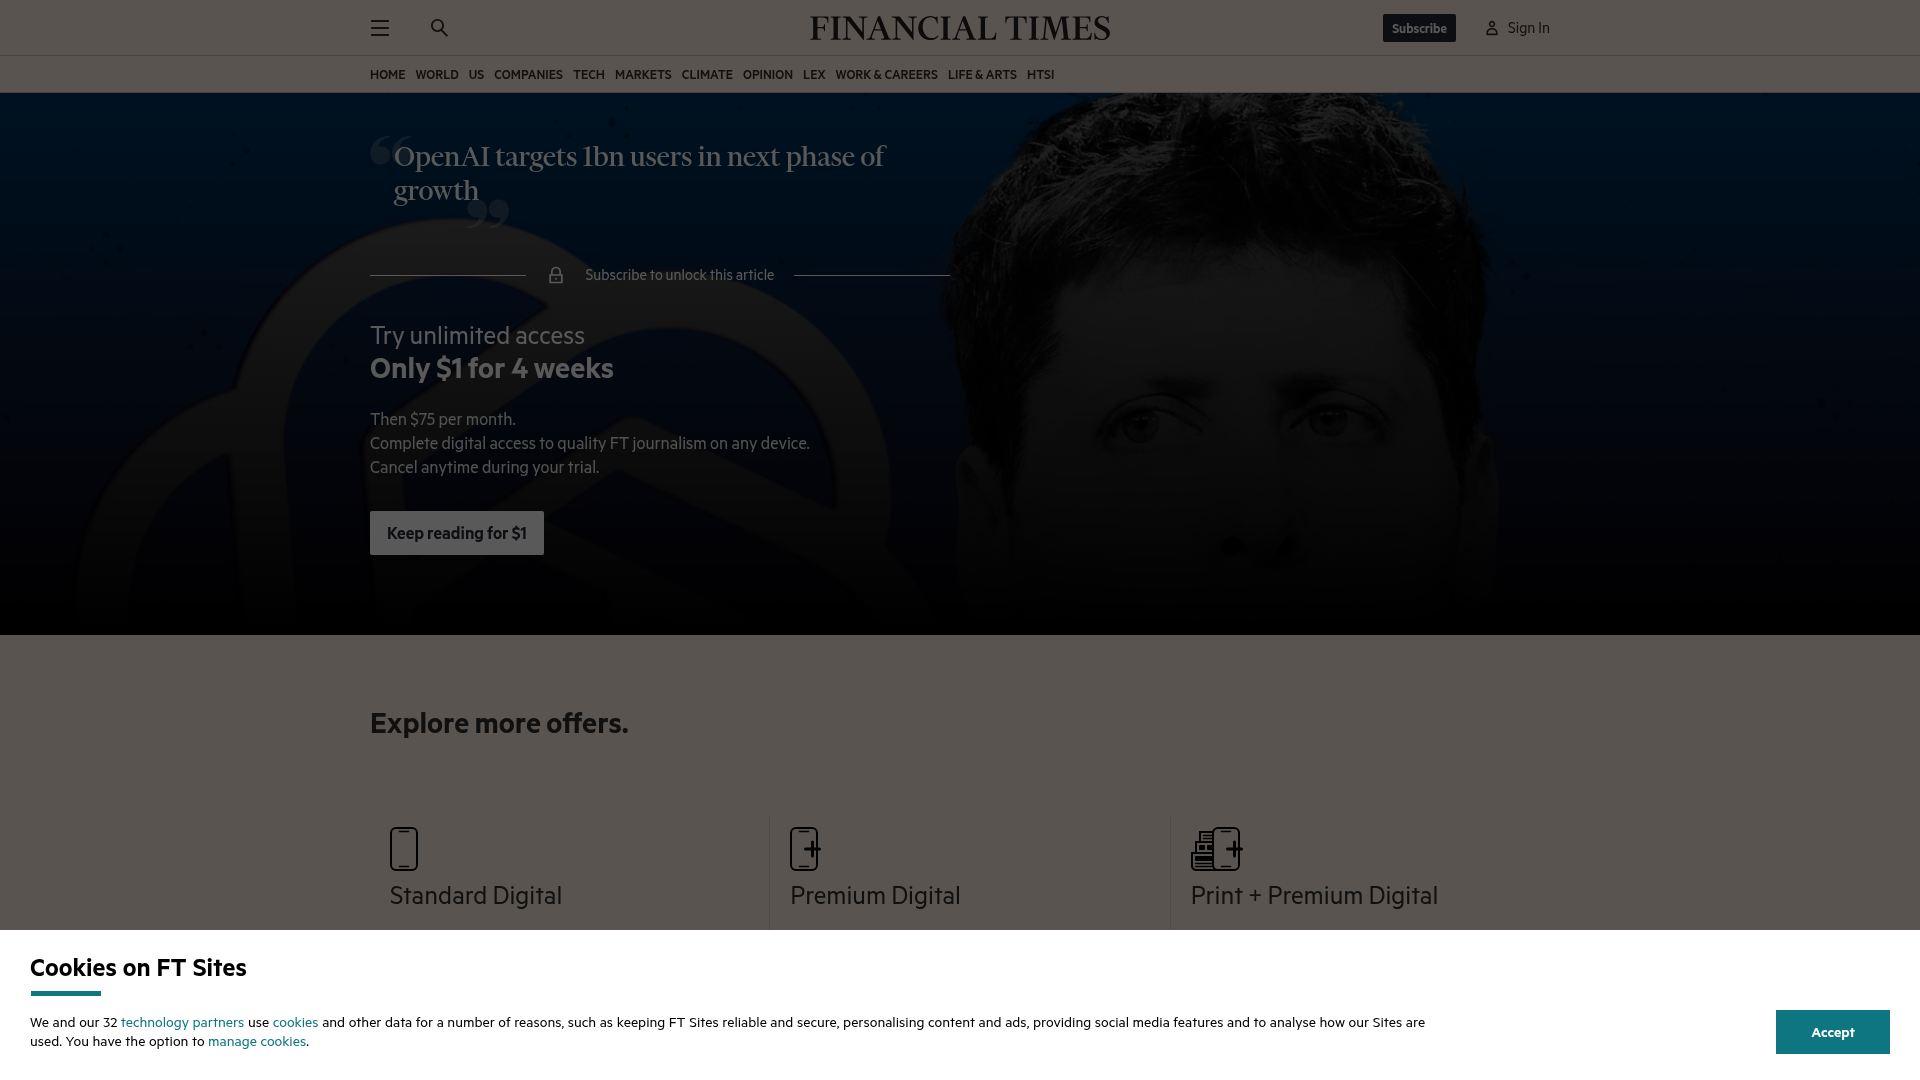 FINANCIAL TIMES
Subscribe
Sign In
HOME WORLD US COMPANIES TECH MARKETS CLIMATE OPINION LEX WORK & CAREERS LIFE & ARTS HTSI
“OpenAI targets 1bn users in next phase of
growth”
Subscribe to unlock this article
Try unlimited access
Only $1 for 4 weeks
Then $75 per month.
Complete digital access to quality FT journalism on any device.
Cancel anytime during your trial.
Keep reading for $1
Explore more offers.
Standard Digital
Premium Digital
Print + Premium Digital
Cookies on FT Sites
We and our 32 technology partners use cookies and other data for a number of reasons, such as keeping FT Sites reliable and secure, personalising content and ads, providing social media features and to analyse how our Sites are
used. You have the option to manage cookies.
Accept